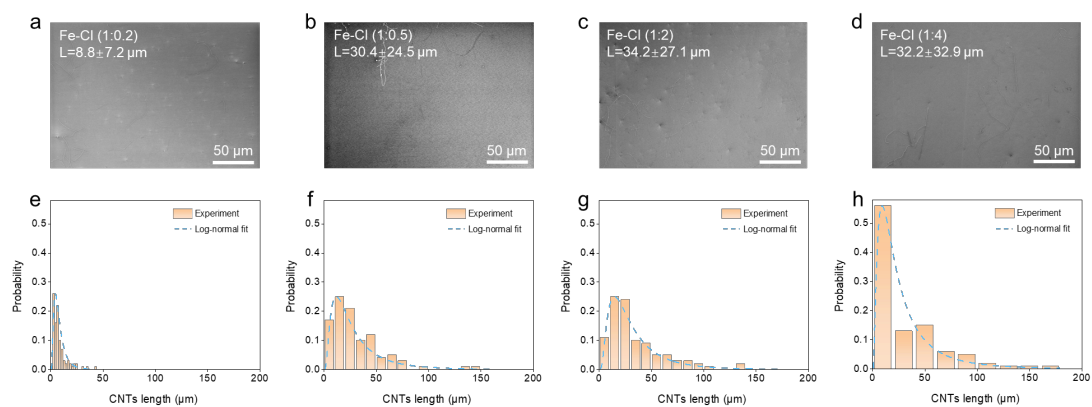 a
Fe-Cl (1:0.2)
L=8.8±7.2 μm
50 μm
b
Fe-Cl (1:0.5)
L=30.4±24.5 μm
50 μm
c
Fe-Cl (1:2)
L=34.2±27.1 μm
50 μm
d
Fe-Cl (1:4)
L=32.2±32.9 μm
50 μm
e
Experiment
Log-normal fit
Probability
0.5
0.4
0.3
0.2
0.1
0.0
0 50 100 150 200
CNTs length (μm)
f
Experiment
Log-normal fit
Probability
0.5
0.4
0.3
0.2
0.1
0.0
0 50 100 150 200
CNTs length (μm)
g
Experiment
Log-normal fit
Probability
0.5
0.4
0.3
0.2
0.1
0.0
0 50 100 150 200
CNTs length (μm)
h
Experiment
Log-normal fit
Probability
0.5
0.4
0.3
0.2
0.1
0.0
0 50 100 150 200
CNTs length (μm)